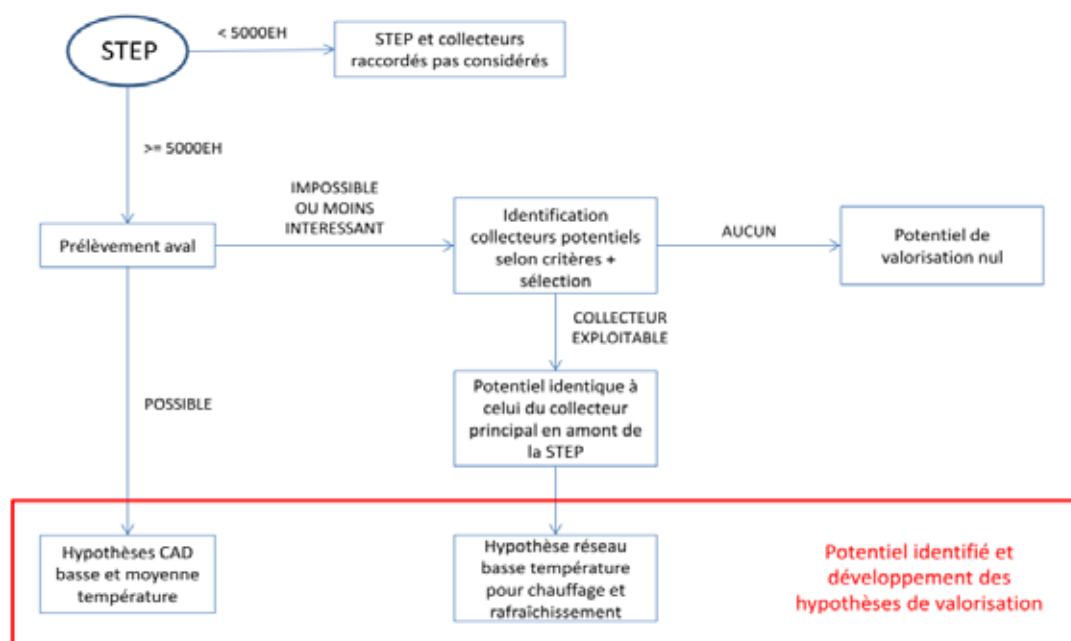 STEP
< 5000EH
STEP et collecteurs
raccordés pas considérés
>= 5000EH
Prélèvement aval
IMPOSSIBLE
OU MOINS
INTERESSANT
Identification
collecteurs potentiels
selon critères +
sélection
AUCUN
Potentiel de
valorisation nul
COLLECTEUR
EXPLOITABLE
POSSIBLE
Potentiel identique à
celui du collecteur
principal en amont de
la STEP
Hypothèses CAD
basse et moyenne
température
Hypothèse réseau
basse température
pour chauffage et
rafraîchissement
Potentiel identifié et
développement des
hypothèses de valorisation